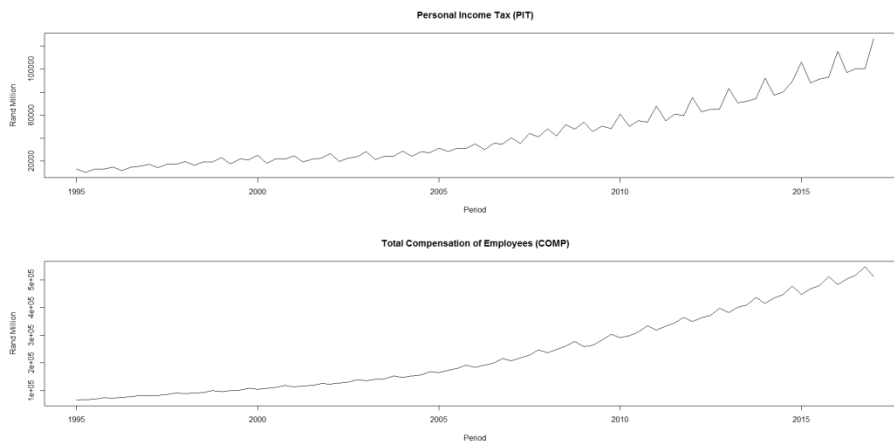 Personal Income Tax (PIT)
Rand Million
100000
60000
20000
1995
2000
2005
2010
2015
Period
Total Compensation of Employees (COMP)
Rand Million
5e+05
4e+05
3e+05
2e+05
1e+05
1995
2000
2005
2010
2015
Period